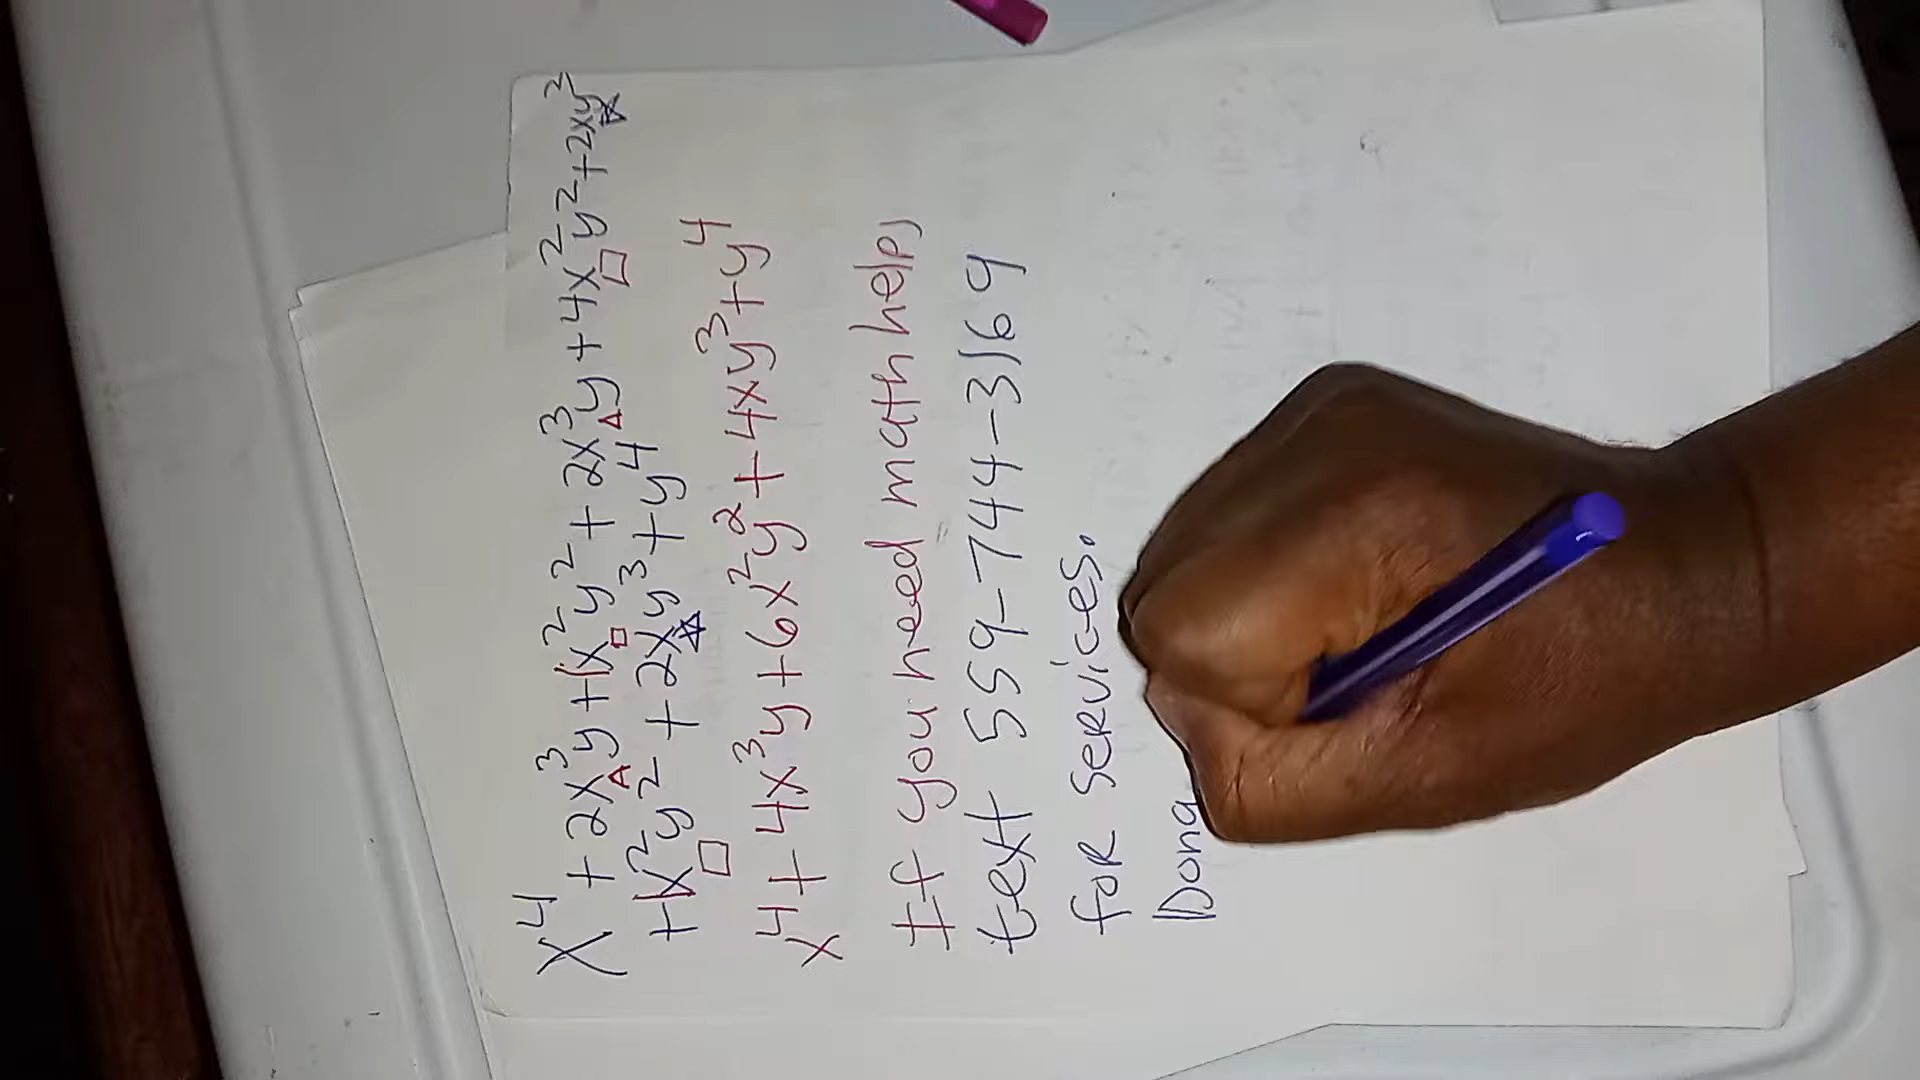 x⁴ + 2x³y + 1x²y² + 2x³y + 4x²y² + 2xy³
+ 1x²y² + 2xy³ + y⁴
x⁴ + 4x³y + 6x²y² + 4xy³ + y⁴
If you need math help,
text 559-744-3169
for services.